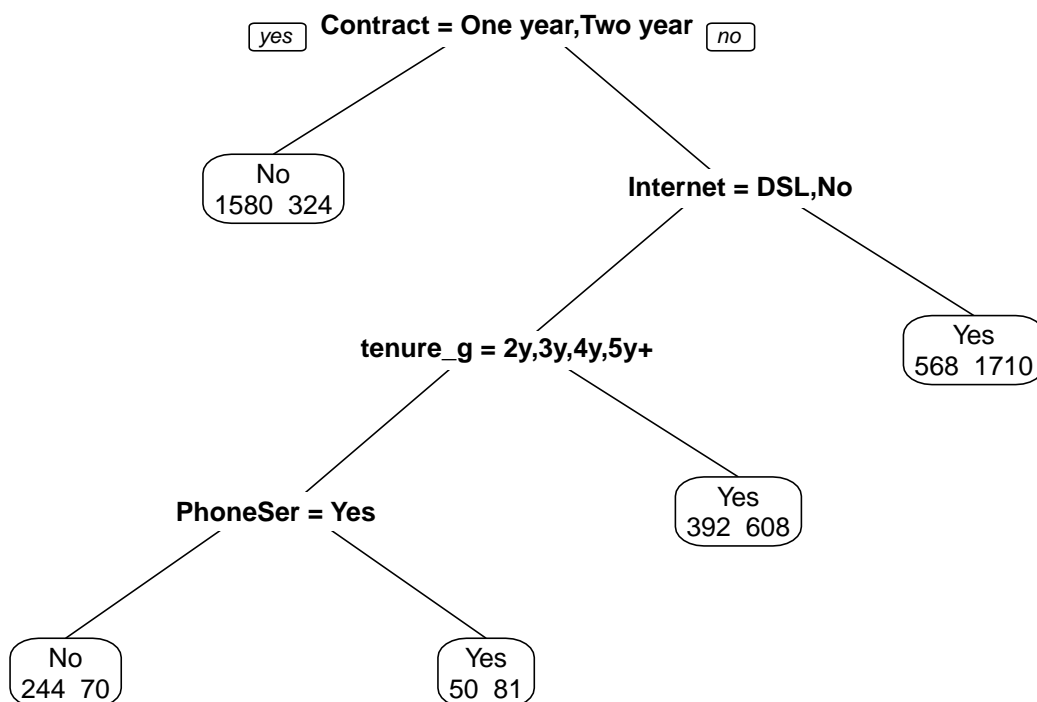 yes
Contract = One year,Two year
no
No
1580 324
Internet = DSL,No
tenure_g = 2y,3y,4y,5y+
Yes
568 1710
PhoneSer = Yes
Yes
392 608
No
244 70
Yes
50 81